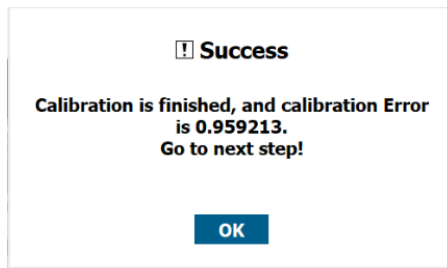 ! Success
Calibration is finished, and calibration Error
is 0.959213.
Go to next step!
OK